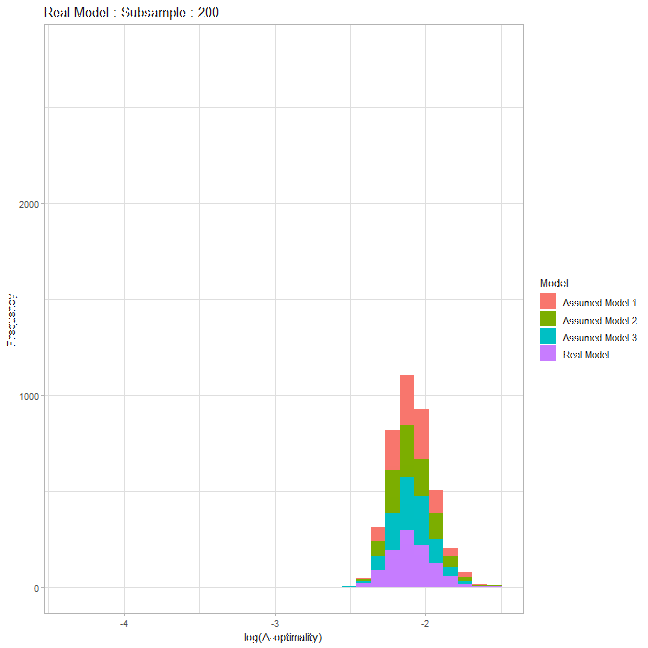 Real Model : Subsample : 200
2000
1000
0
Frequency
-4
-3
-2
log(A-optimality)
Model
Assumed Model 1
Assumed Model 2
Assumed Model 3
Real Model